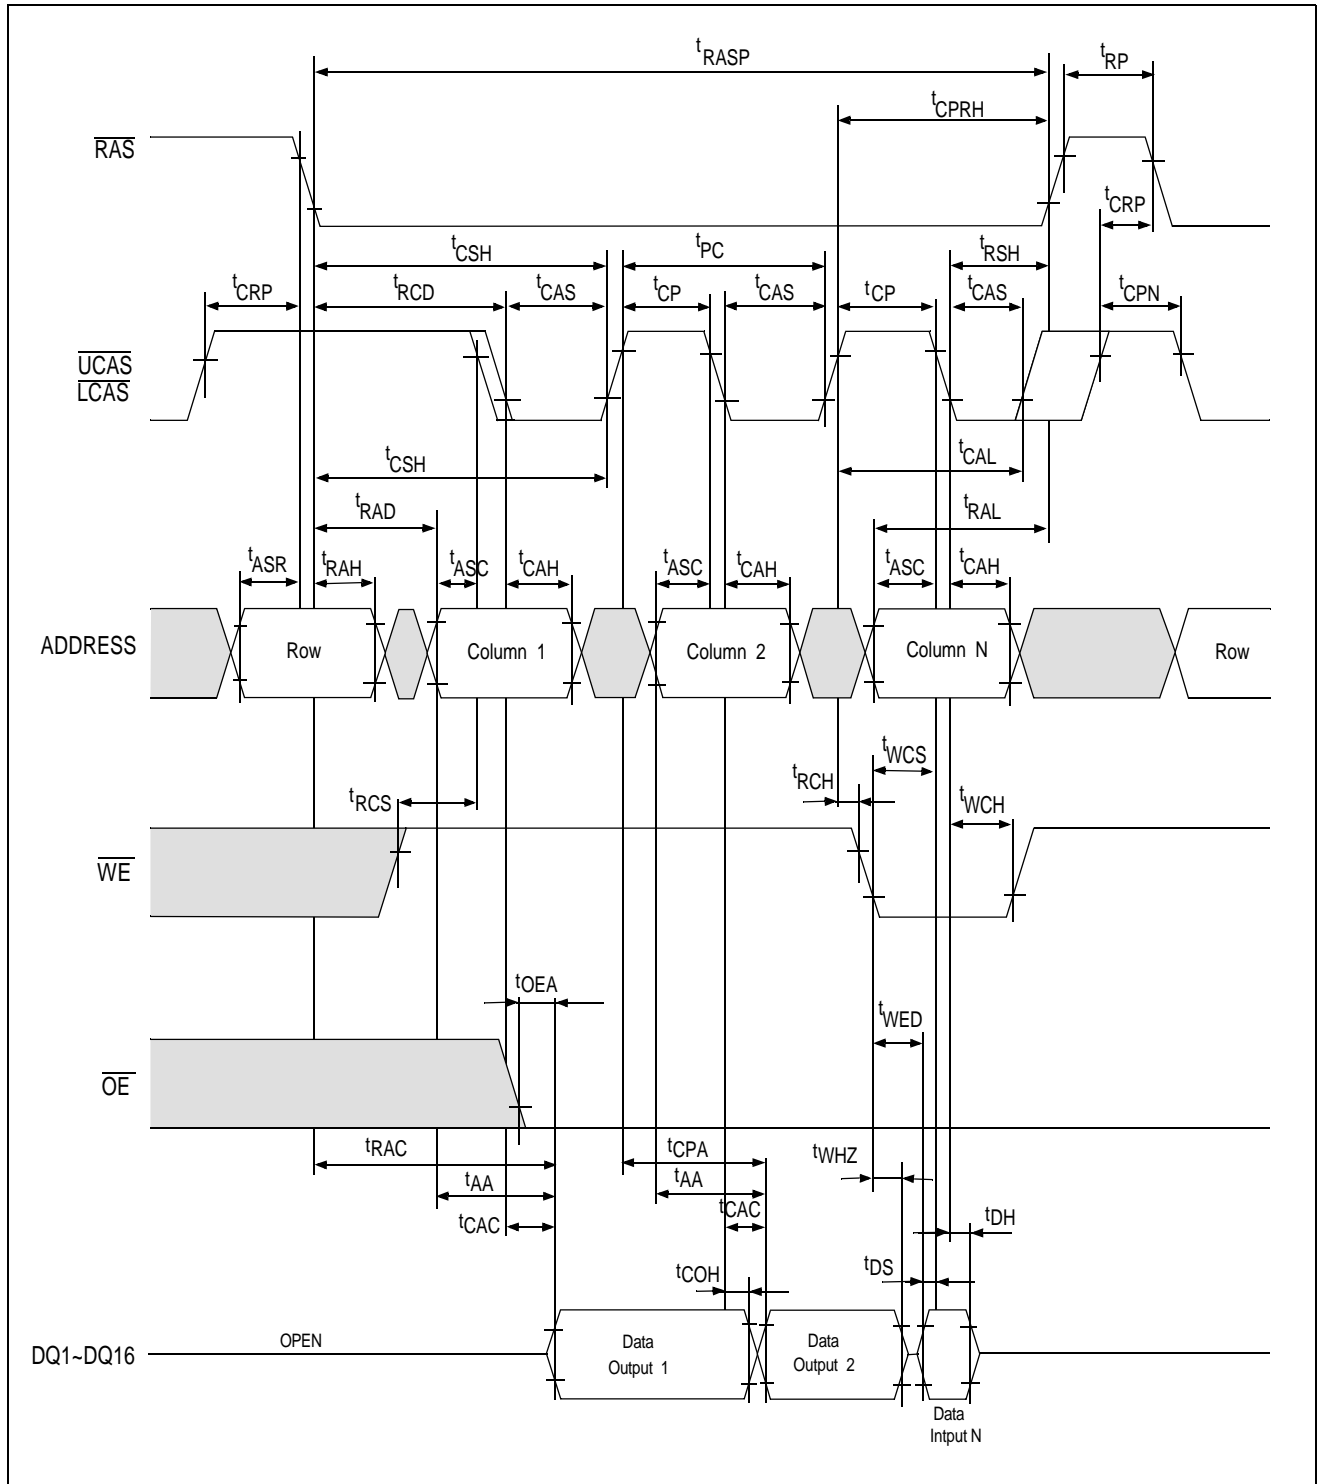 tRASP
tRP
tCPRH
RAS
tCRP
tCSH
tPC
tRSH
tCRP
tRCD
tCAS
tCP
tCAS
tCP
tCAS
tCPN
UCAS
LCAS
tCSH
tCAL
tRAD
tRAL
tASR
tRAH
tASC
tCAH
tASC
tCAH
tASC
tCAH
ADDRESS
Row
Column 1
Column 2
Column N
Row
tWCS
tRCH
tRCS
tWCH
WE
tOEA
tWED
OE
tRAC
tCPA
tWHZ
tAA
tAA
tCAC
tCAC
tDH
tCOH
tDS
DQ1~DQ16
OPEN
Data
Output 1
Data
Output 2
Data
Intput N